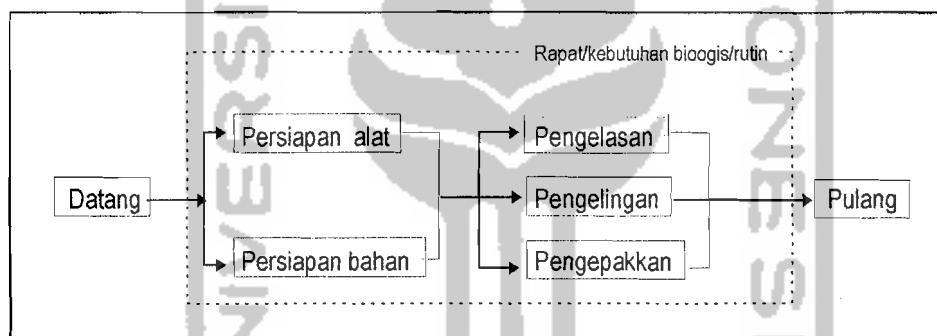 Rapat/kebutuhan bioogis/rutin
Persiapan alat
Pengelasan
Datang
Pengelingan
Pulang
Persiapan bahan
Pengepakkan